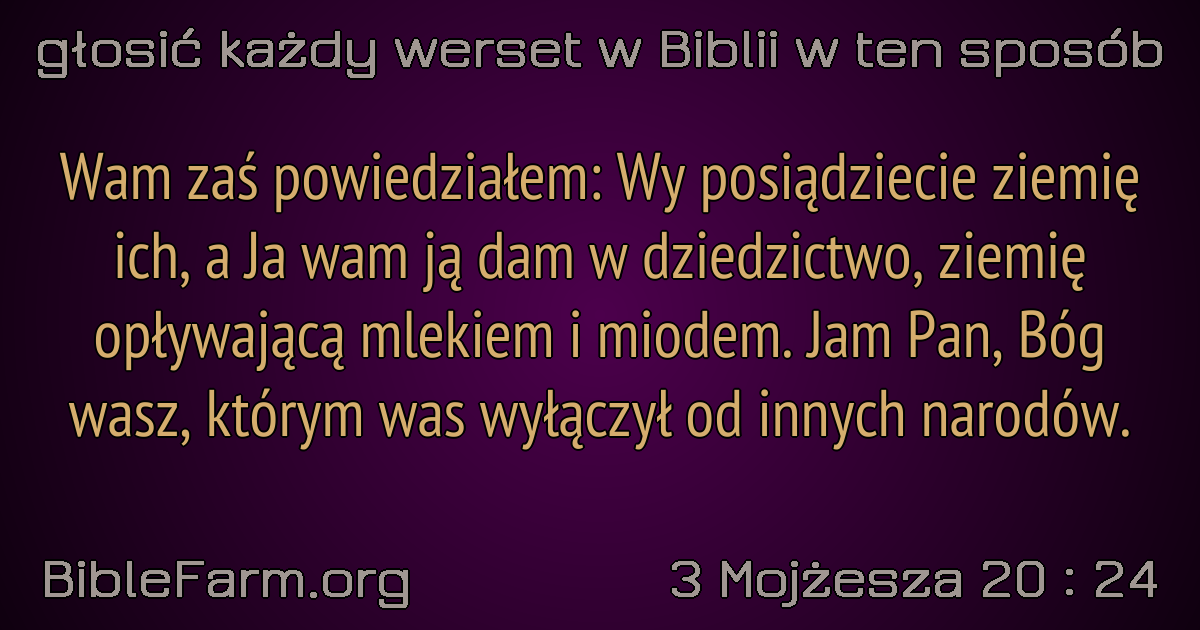 głosić każdy werset w Biblii w ten sposób
Wam zaś powiedziałem: Wy posiądziecie ziemię
ich, a Ja wam ją dam w dziedzictwo, ziemię
opływającą mlekiem i miodem. Jam Pan, Bóg
wasz, którym was wyłączył od innych narodów.
BibleFarm.org
3 Mojżesza 20 : 24